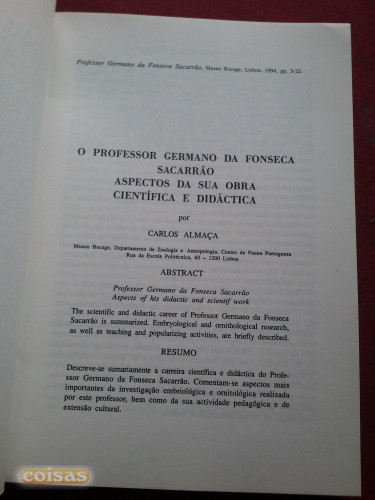 Professor Germano da Fonseca Sacarrão, Museu Bocage, Lisboa, 1994, pp. 5-22.
O PROFESSOR GERMANO DA FONSECA
SACARRÃO
ASPECTOS DA SUA OBRA
CIENTÍFICA E DIDÁCTICA
por
CARLOS ALMAÇA
Museu Bocage, Departamento de Zoologia e Antropologia, Centro de Fauna Portuguesa
Rua da Escola Politécnica, 60 - 1200 Lisboa
ABSTRACT
Professor Germano da Fonseca Sacarrão
Aspects of his didactic and scientif work
The scientific and didactic career of Professor Germano da Fonseca
Sacarrão is summarized. Embryological and ornithological research,
as well as teaching and popularizing activities, are briefly described.
RESUMO
Descreve-se sumariamente a carreira científica e didáctica do Profes-
sor Germano da Fonseca Sacarrão. Comentam-se aspectos mais
importantes da investigação embriológica e ornitológica realizada
por este professor, bem como da sua actividade pedagógica e de
extensão cultural.
coisas